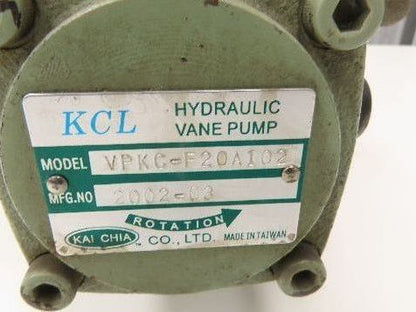 KCL HYDRAULIC
VANE PUMP
MODEL VPKC-F20A102
MFG.NO 2002-03
ROTATION
KAI CHIA CO., LTD. MADE IN TAIWAN